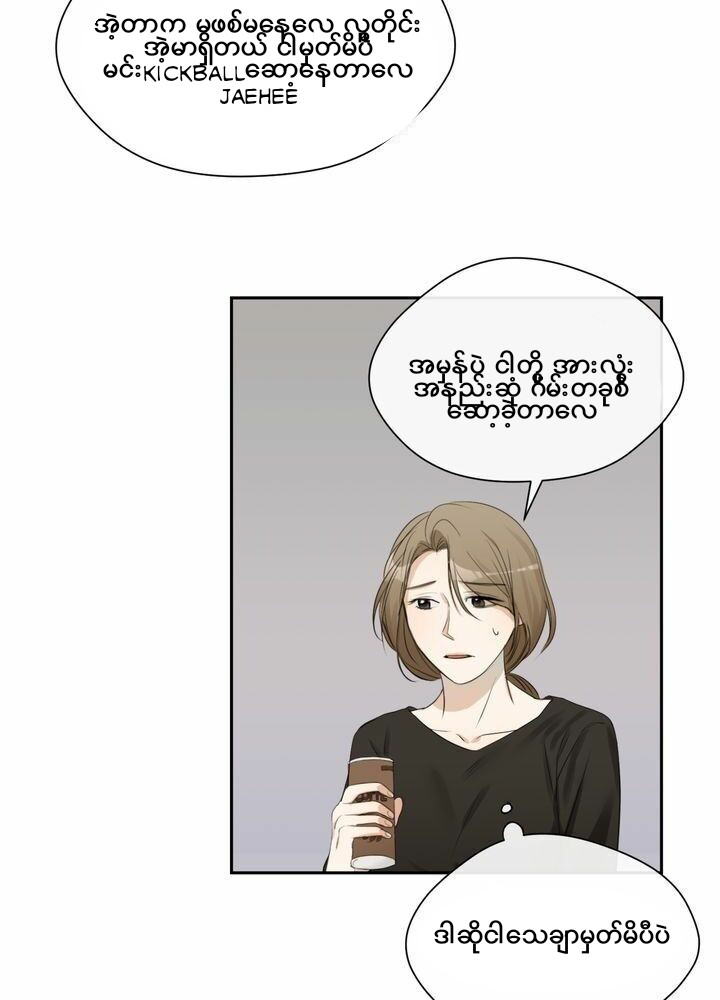 အဲ့တာက မဖစ်မနေလေ လူတိုင်း
အဲ့မာရှိတယ် ငါမှတ်မိပီ
မင်းKICKBALLဆော့နေတာလေ
JAEHEE
အမှန်ပဲ ငါတို့ အားလုံး
အနည်းဆုံ ဂိမ်းတခုစီ
ဆော့ခဲ့တာလေ
ဒါဆိုငါသေချာမှတ်မိပီပဲ